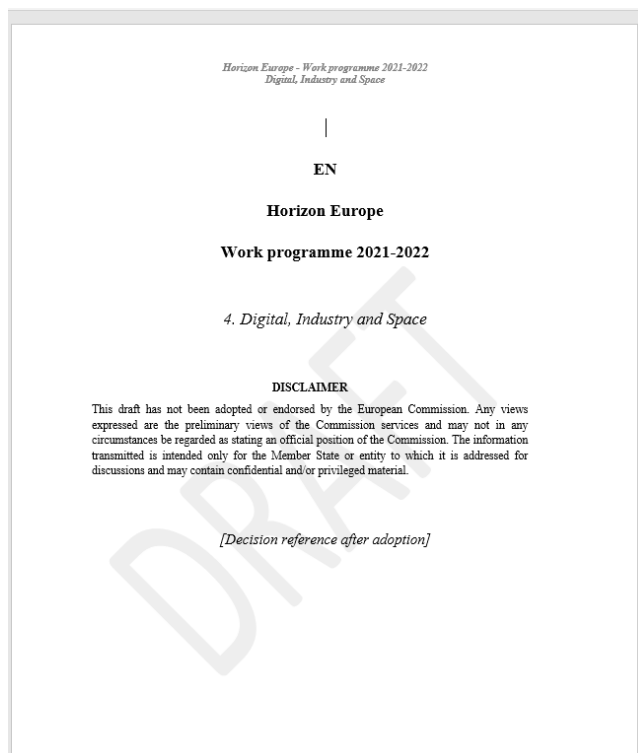 Horizon Europe - Work programme 2021-2022
Digital, Industry and Space
EN
Horizon Europe
Work programme 2021-2022
4. Digital, Industry and Space
DISCLAIMER
This draft has not been adopted or endorsed by the European Commission. Any views
expressed are the preliminary views of the Commission services and may not in any
circumstances be regarded as stating an official position of the Commission. The information
transmitted is intended only for the Member State or entity to which it is addressed for
discussions and may contain confidential and/or privileged material.
[Decision reference after adoption]
DRAFT